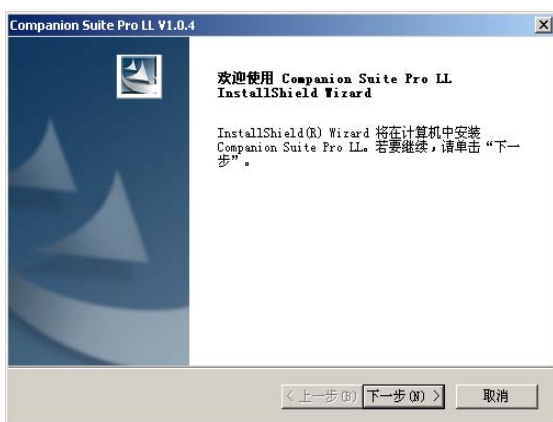 Companion Suite Pro LL V1.0.4
欢迎使用 Companion Suite Pro LL
InstallShield Wizard
InstallShield(R) Wizard 将在计算机中安装
Companion Suite Pro LL。若要继续，请单击“下一
步”。
< 上一步(B) 下一步(N) > 取消